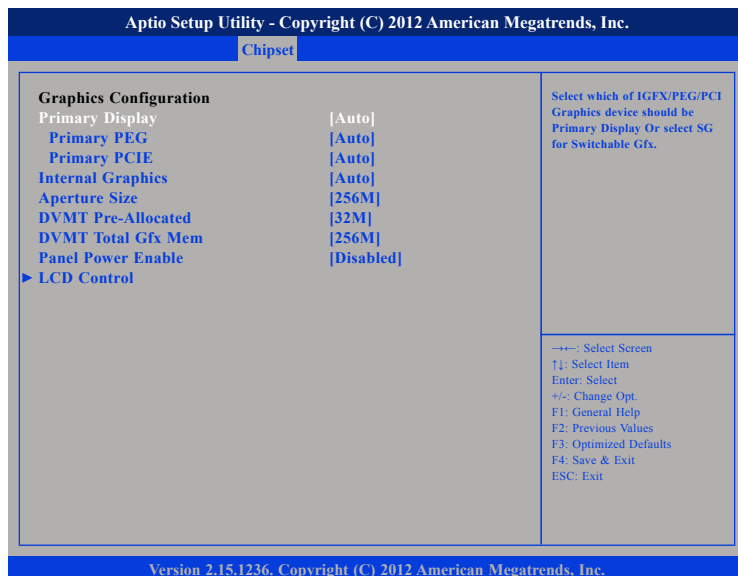 Aptio Setup Utility - Copyright (C) 2012 American Megatrends, Inc.
Chipset
Graphics Configuration
Primary Display [Auto]
Primary PEG [Auto]
Primary PCIE [Auto]
Internal Graphics [Auto]
Aperture Size [256M]
DVMT Pre-Allocated [32M]
DVMT Total Gfx Mem [256M]
Panel Power Enable [Disabled]
► LCD Control
Select which of IGFX/PEG/PCI
Graphics device should be
Primary Display Or select SG
for Switchable Gfx.
→←: Select Screen
↑↓: Select Item
Enter: Select
+/-: Change Opt.
F1: General Help
F2: Previous Values
F3: Optimized Defaults
F4: Save & Exit
ESC: Exit
Version 2.15.1236. Copyright (C) 2012 American Megatrends, Inc.